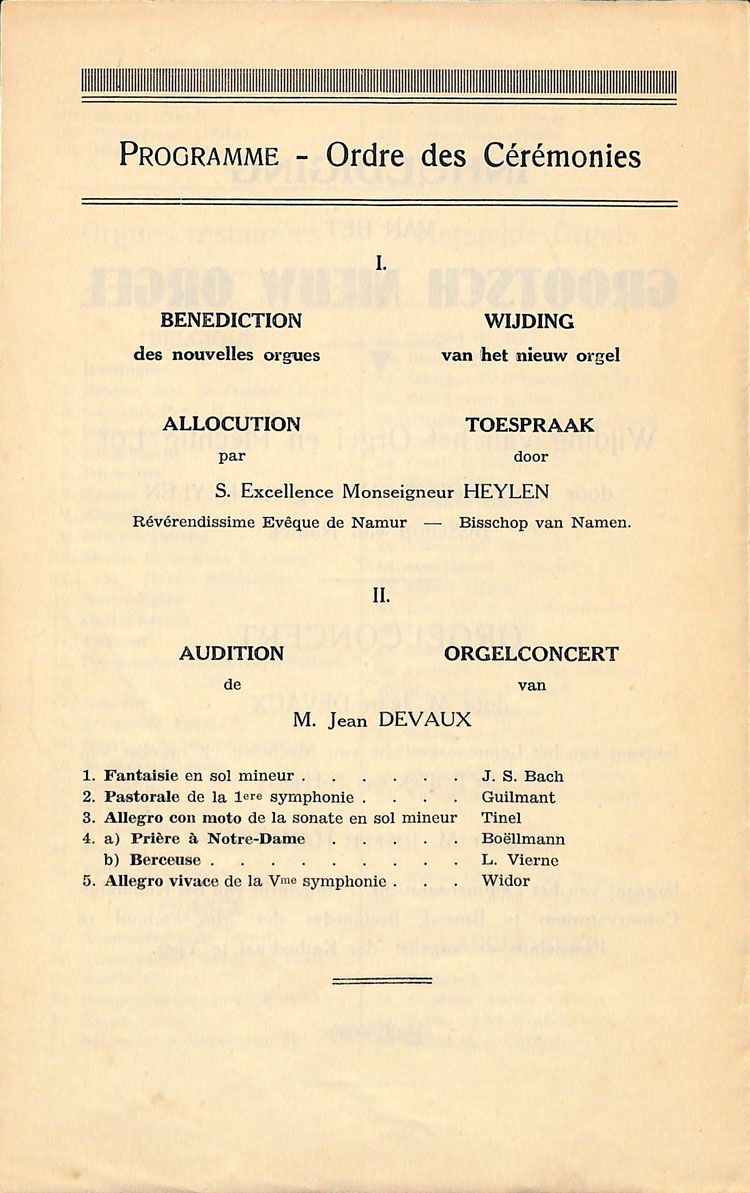 PROGRAMME - Ordre des Cérémonies
I.
BENEDICTION WIJDING
des nouvelles orgues van het nieuw orgel
ALLOCUTION TOESPRAAK
par door
S. Excellence Monseigneur HEYLEN
Révérendissime Evêque de Namur — Bisschop van Namen.
II.
AUDITION ORGELCONCERT
de van
M. Jean DEVAUX
1. Fantaisie en sol mineur . . . . . . . J. S. Bach
2. Pastorale de la 1ere symphonie . . . . Guilmant
3. Allegro con moto de la sonate en sol mineur Tinel
4. a) Prière à Notre-Dame . . . . . Boëllmann
b) Berceuse . . . . . . . . . L. Vierne
5. Allegro vivace de la Vme symphonie . . . Widor